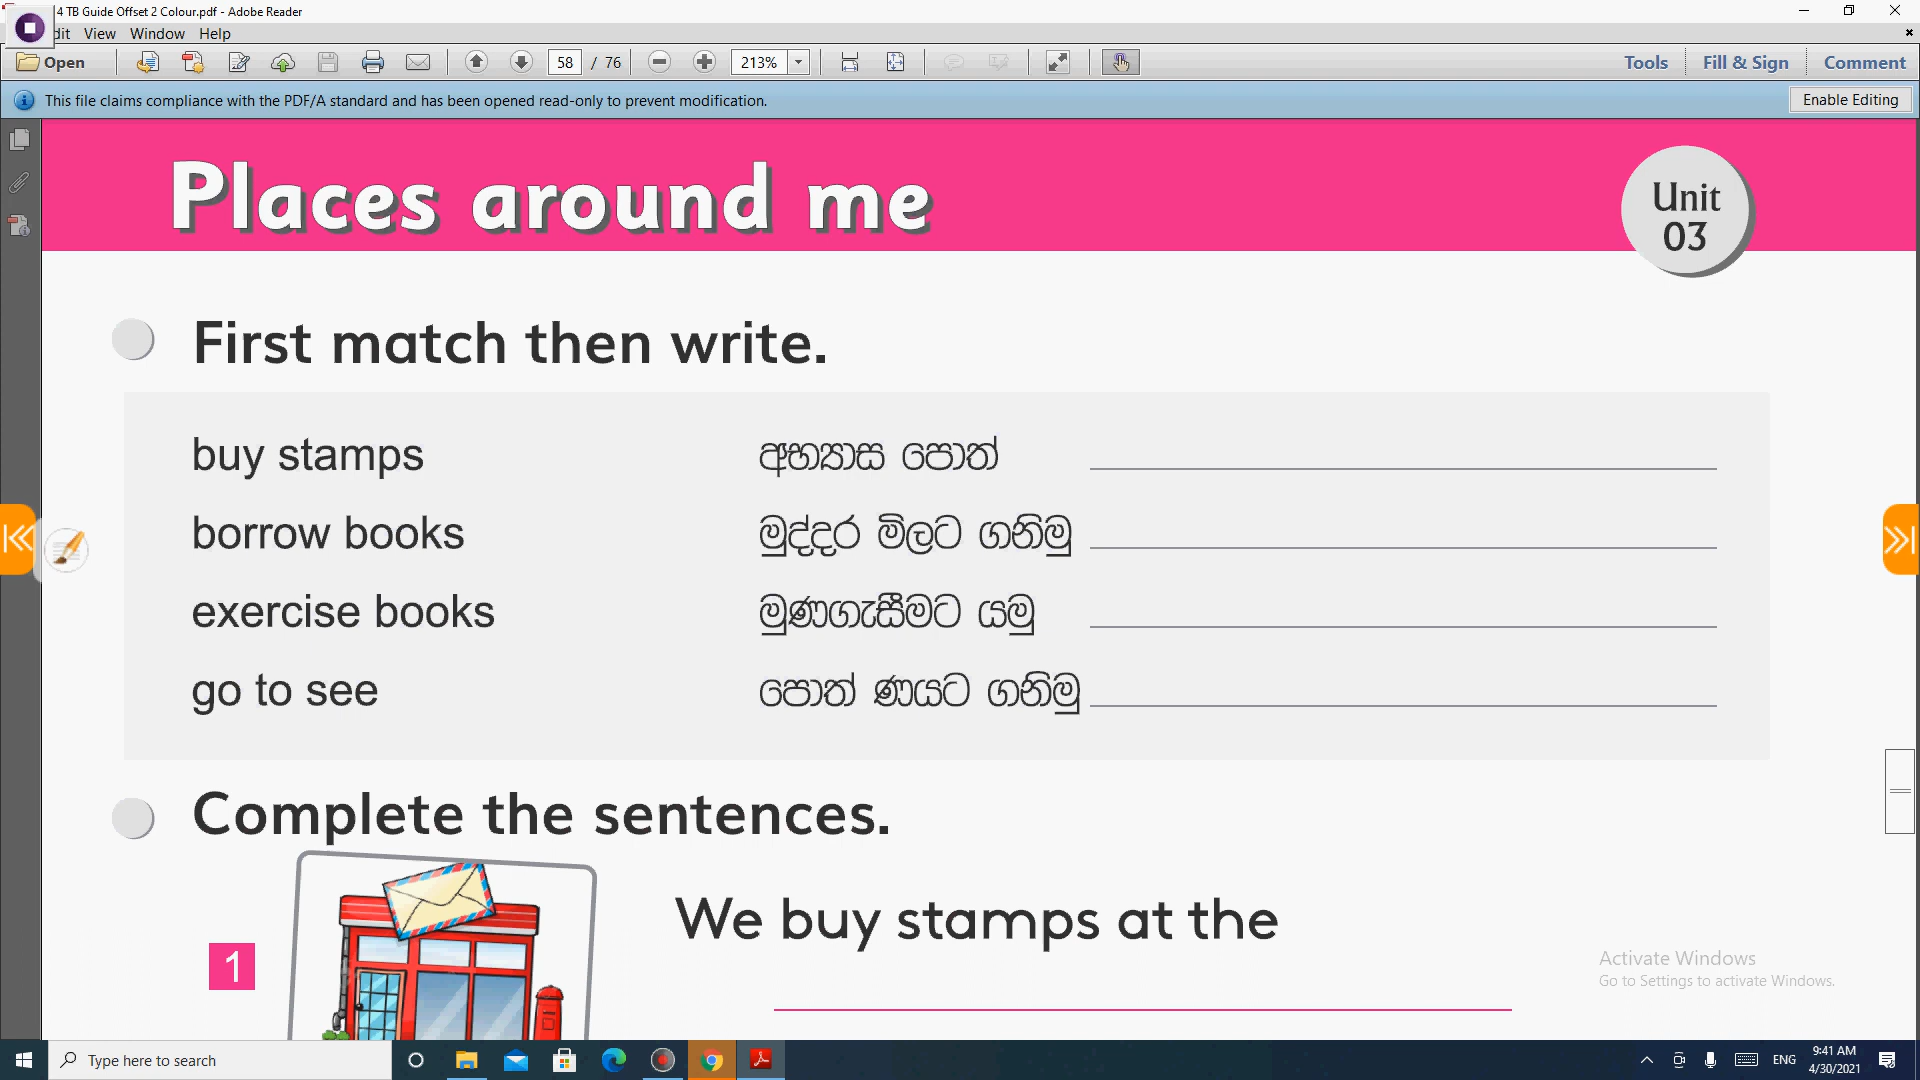 4 TB Guide Offset 2 Colour.pdf - Adobe Reader
dit View Window Help
Open 58 / 76 213% Tools Fill & Sign Comment
This file claims compliance with the PDF/A standard and has been opened read-only to prevent modification. Enable Editing
Places around me
Unit
03
First match then write.
buy stamps අභ්‍යාස පොත්
borrow books මුද්දර මිලට ගනිමු
exercise books මුණගැසීමට යමු
go to see පොත් ණයට ගනිමු
Complete the sentences.
1 We buy stamps at the
Activate Windows
Go to Settings to activate Windows.
Type here to search ENG 9:41 AM
4/30/2021